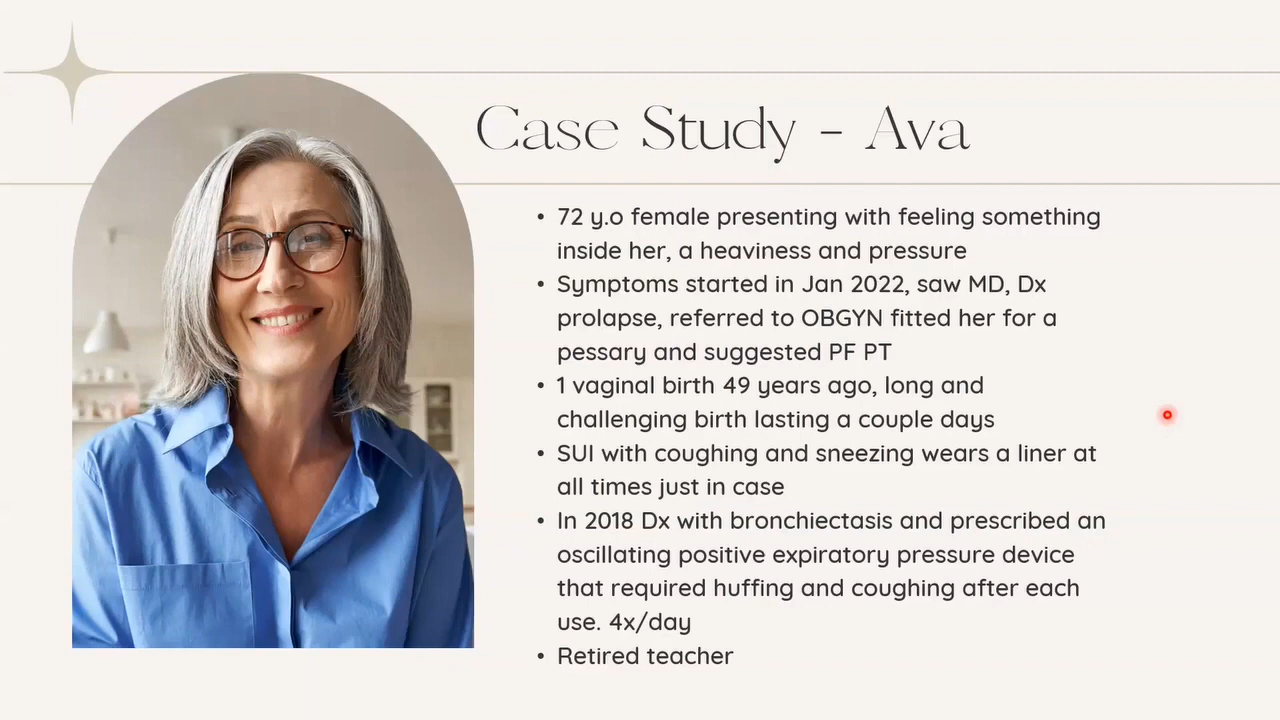 Case Study - Ava
• 72 y.o female presenting with feeling something
inside her, a heaviness and pressure
• Symptoms started in Jan 2022, saw MD, Dx
prolapse, referred to OBGYN fitted her for a
pessary and suggested PF PT
• 1 vaginal birth 49 years ago, long and
challenging birth lasting a couple days
• SUI with coughing and sneezing wears a liner at
all times just in case
• In 2018 Dx with bronchiectasis and prescribed an
oscillating positive expiratory pressure device
that required huffing and coughing after each
use. 4x/day
• Retired teacher